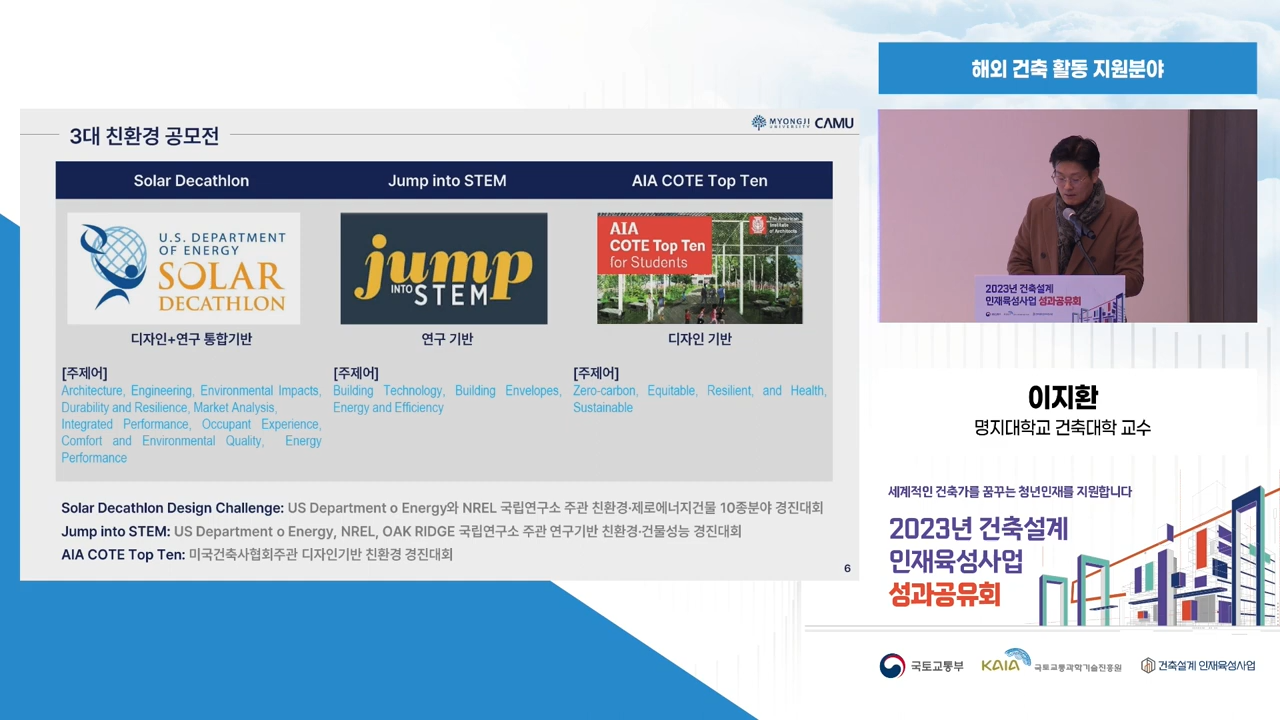 해외 건축 활동 지원분야
3대 친환경 공모전
MYONGJI
UNIVERSITY
CAMU
Solar Decathlon
Jump into STEM
AIA COTE Top Ten
U.S. DEPARTMENT
OF ENERGY
SOLAR
DECATHLON
jump
INTO
STEM
AIA
COTE Top Ten
for Students
The American
Institute
of Architects
디자인+연구 통합기반
연구 기반
디자인 기반
[주제어]
Architecture, Engineering, Environmental Impacts,
Durability and Resilience, Market Analysis,
Integrated Performance, Occupant Experience,
Comfort and Environmental Quality, Energy
Performance
[주제어]
Building Technology, Building Envelopes,
Energy and Efficiency
[주제어]
Zero-carbon, Equitable, Resilient, and Health,
Sustainable
Solar Decathlon Design Challenge: US Department o Energy와 NREL 국립연구소 주관 친환경·제로에너지건물 10종분야 경진대회
Jump into STEM: US Department o Energy, NREL, OAK RIDGE 국립연구소 주관 연구기반 친환경·건물성능 경진대회
AIA COTE Top Ten: 미국건축사협회주관 디자인기반 친환경 경진대회
6
2023년 건축설계
인재육성사업 성과공유회
이지환
명지대학교 건축대학 교수
세계적인 건축가를 꿈꾸는 청년인재를 지원합니다
2023년 건축설계
인재육성사업
성과공유회
국토교통부
KAIA 국토교통과학기술진흥원
건축설계 인재육성사업